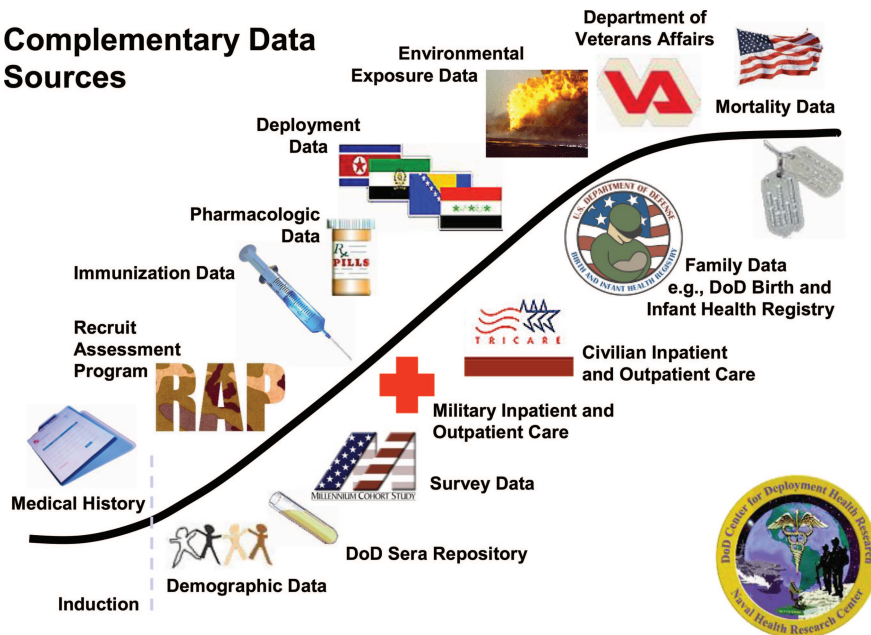 Complementary Data
Sources
Department of
Veterans Affairs
Environmental
Exposure Data
VA
Mortality Data
Deployment
Data
Pharmacologic
Data
Rx
PILLS
Immunization Data
U.S. DEPARTMENT OF DEFENSE
BIRTH AND INFANT HEALTH REGISTRY
Family Data
e.g., DoD Birth and
Infant Health Registry
Recruit
Assessment
Program
RAP
TRICARE
Civilian Inpatient
and Outpatient Care
Military Inpatient and
Outpatient Care
Medical History
MILLENNIUM COHORT STUDY
Survey Data
DoD Sera Repository
Demographic Data
Induction
DoD Center for Deployment Health Research
Naval Health Research Center